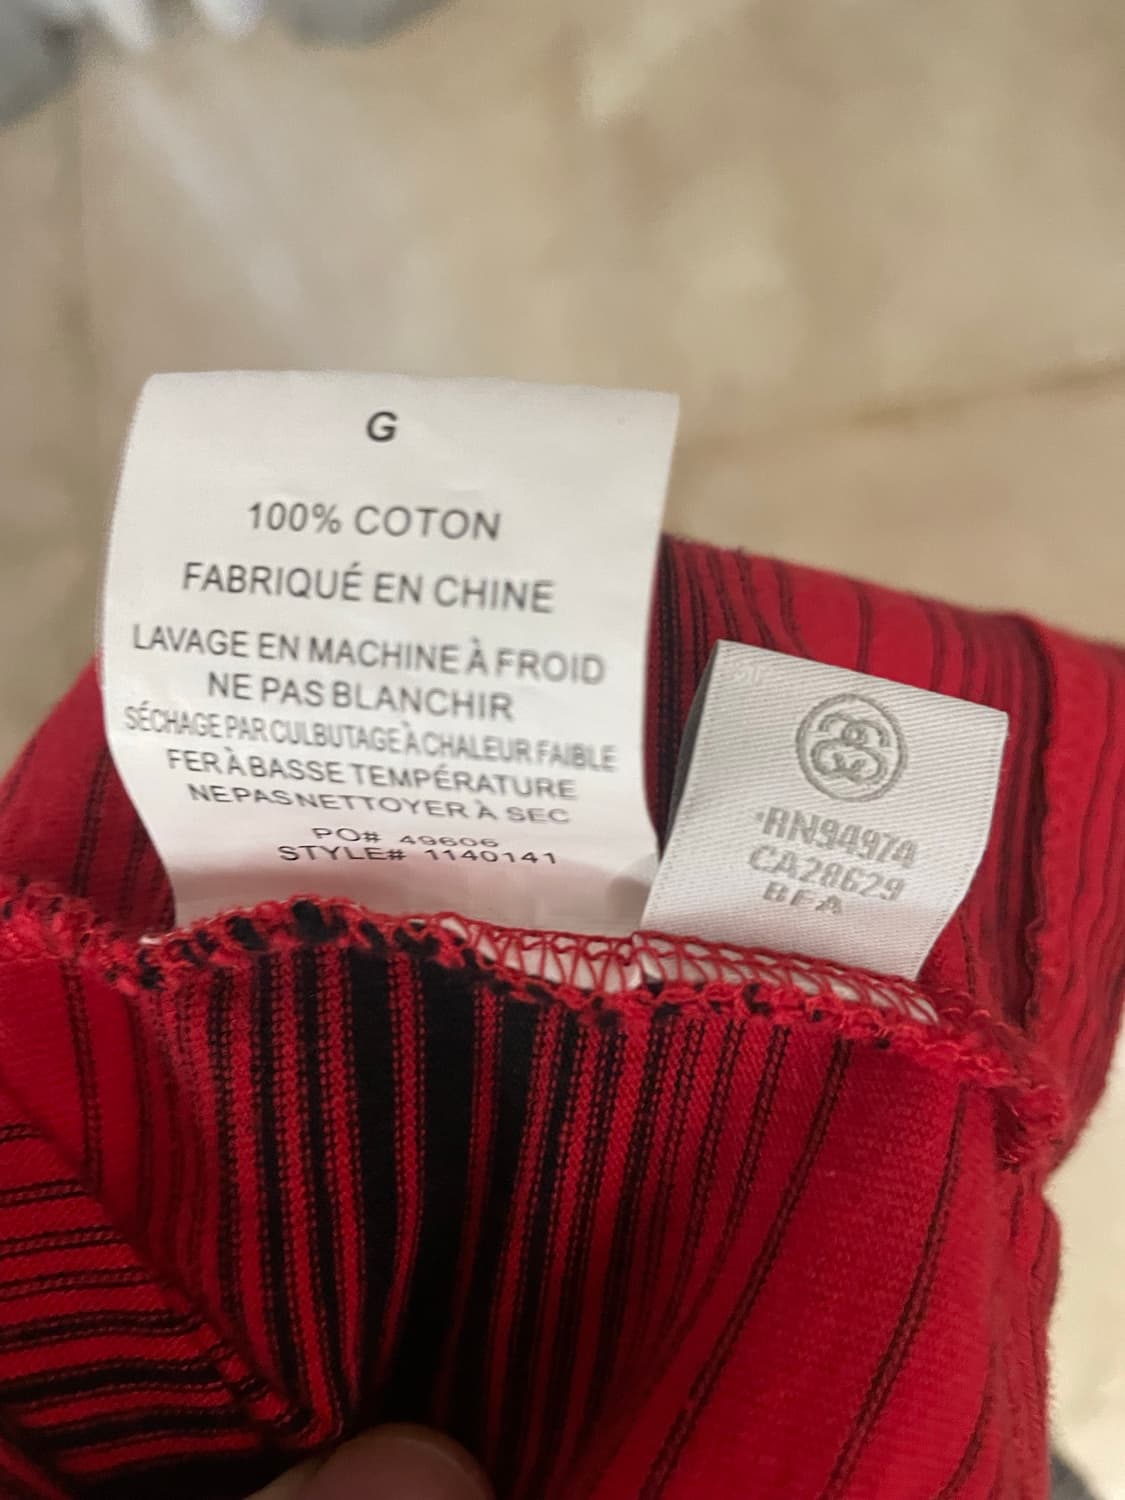 G
100% COTON
FABRIQUÉ EN CHINE
LAVAGE EN MACHINE À FROID
NE PAS BLANCHIR
SÉCHAGE PAR CULBUTAGE À CHALEUR FAIBLE
FER À BASSE TEMPÉRATURE
NE PAS NETTOYER À SEC
PO# 49606
STYLE# 1140141
RN94974
CA28629
BFA